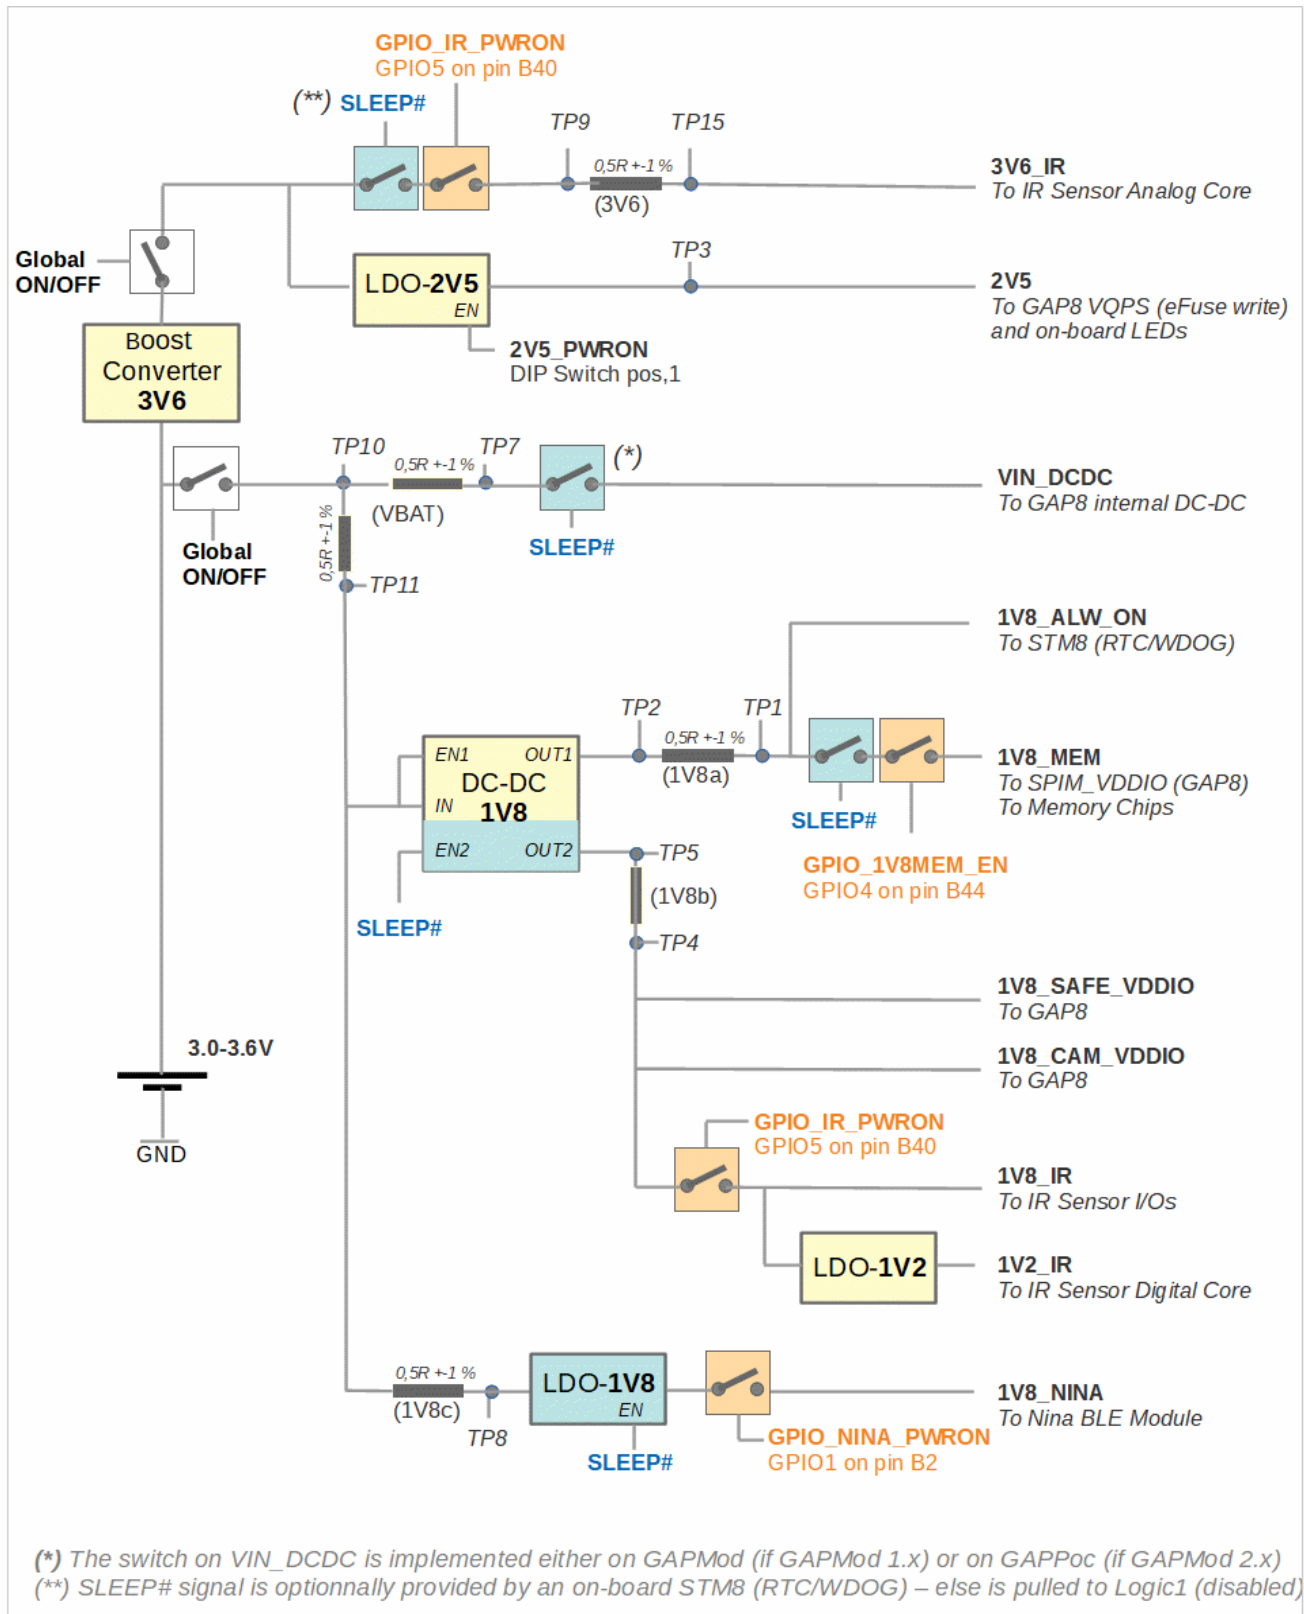 GPIO_IR_PWRON
GPIO5 on pin B40
(**) SLEEP#
TP9
TP15
0,5R +-1 %
(3V6)
3V6_IR
To IR Sensor Analog Core
Global
ON/OFF
LDO-2V5
EN
TP3
2V5
To GAP8 VQPS (eFuse write)
and on-board LEDs
2V5_PWRON
DIP Switch pos,1
Boost
Converter
3V6
TP10
0,5R +-1 %
TP7
(*)
(VBAT)
SLEEP#
VIN_DCDC
To GAP8 internal DC-DC
Global
ON/OFF
0,5R +-1 %
TP11
1V8_ALW_ON
To STM8 (RTC/WDOG)
TP2
TP1
0,5R +-1 %
(1V8a)
EN1
OUT1
DC-DC
IN
1V8
EN2
OUT2
SLEEP#
SLEEP#
1V8_MEM
To SPIM_VDDIO (GAP8)
To Memory Chips
GPIO_1V8MEM_EN
GPIO4 on pin B44
TP5
(1V8b)
TP4
1V8_SAFE_VDDIO
To GAP8
1V8_CAM_VDDIO
To GAP8
3.0-3.6V
GND
GPIO_IR_PWRON
GPIO5 on pin B40
1V8_IR
To IR Sensor I/Os
LDO-1V2
1V2_IR
To IR Sensor Digital Core
0,5R +-1 %
(1V8c)
TP8
LDO-1V8
EN
SLEEP#
1V8_NINA
To Nina BLE Module
GPIO_NINA_PWRON
GPIO1 on pin B2
(*) The switch on VIN_DCDC is implemented either on GAPMod (if GAPMod 1.x) or on GAPPoc (if GAPMod 2.x)
(**) SLEEP# signal is optionnally provided by an on-board STM8 (RTC/WDOG) – else is pulled to Logic1 (disabled)